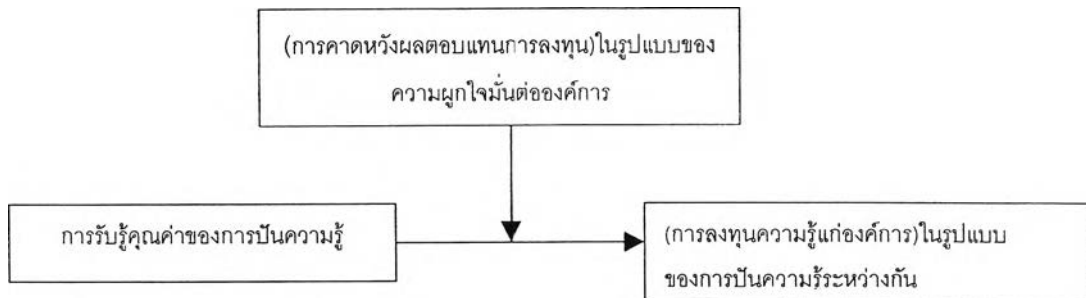 (การคาดหวังผลตอบแทนการลงทุน)ในรูปแบบของ
ความผูกใจมั่นต่อองค์การ
การรับรู้คุณค่าของการปันความรู้
(การลงทุนความรู้แก่องค์การ)ในรูปแบบ
ของการปันความรู้ระหว่างกัน